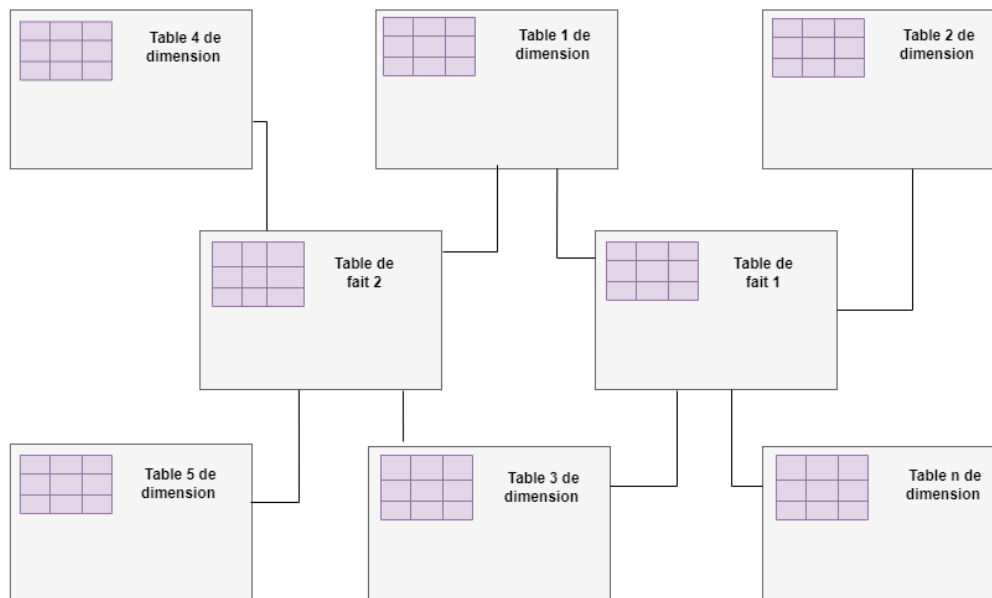 Table 4 de
dimension
Table 1 de
dimension
Table 2 de
dimension
Table de
fait 2
Table de
fait 1
Table 5 de
dimension
Table 3 de
dimension
Table n de
dimension